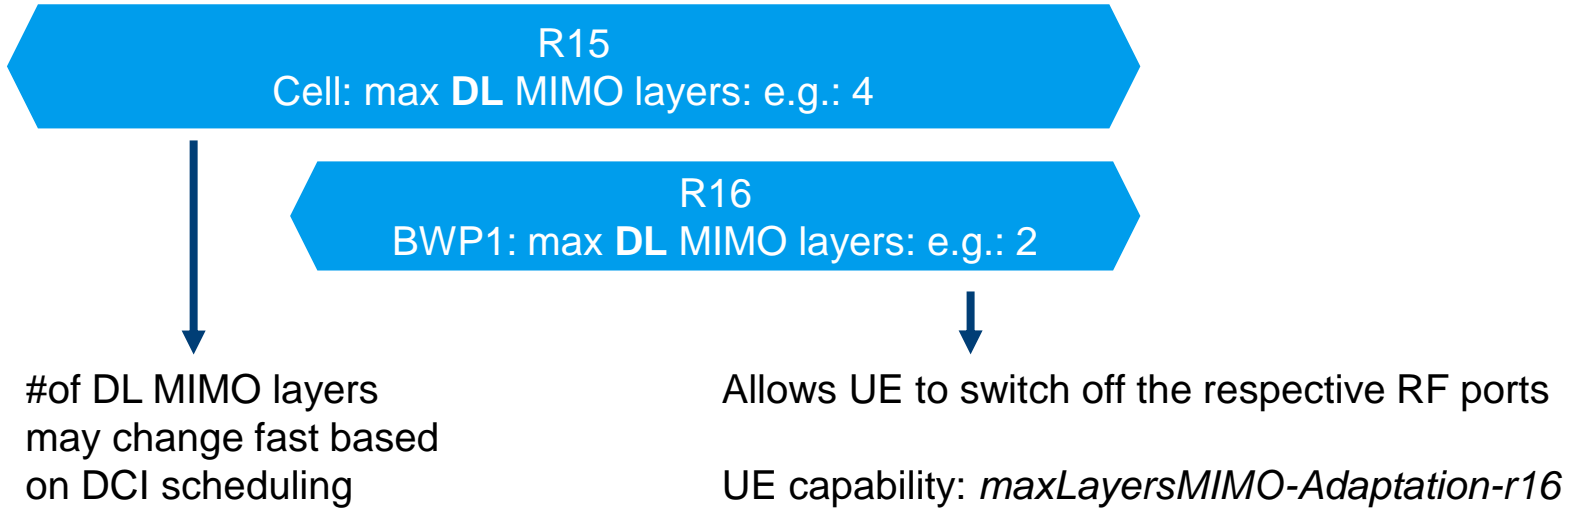 R15
Cell: max DL MIMO layers: e.g.: 4
R16
BWP1: max DL MIMO layers: e.g.: 2
#of DL MIMO layers
may change fast based
on DCI scheduling
Allows UE to switch off the respective RF ports
UE capability: maxLayersMIMO-Adaptation-r16